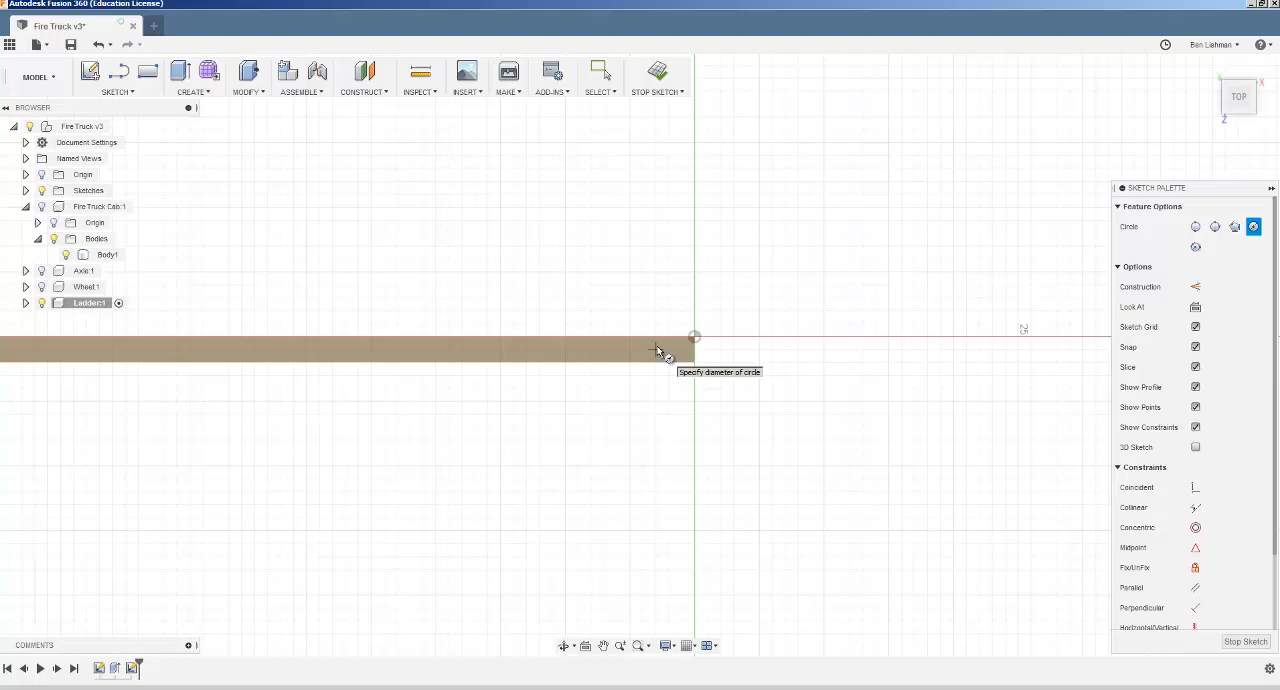 Autodesk Fusion 360 (Education License)
Fire Truck v3*
Ben Lishman
MODEL
SKETCH
CREATE
MODIFY
ASSEMBLE
CONSTRUCT
INSPECT
INSERT
MAKE
ADD-INS
SELECT
STOP SKETCH
TOP
X
Z
BROWSER
Fire Truck v3
Document Settings
Named Views
Origin
Sketches
Fire Truck Cab:1
Origin
Bodies
Body1
Axle:1
Wheel:1
Ladder:1
25
Specify diameter of circle
SKETCH PALETTE
Feature Options
Circle
Options
Construction
Look At
Sketch Grid
Snap
Slice
Show Profile
Show Points
Show Constraints
3D Sketch
Constraints
Coincident
Collinear
Concentric
Midpoint
Fix/UnFix
Parallel
Perpendicular
Horizontal/Vertical
Stop Sketch
COMMENTS